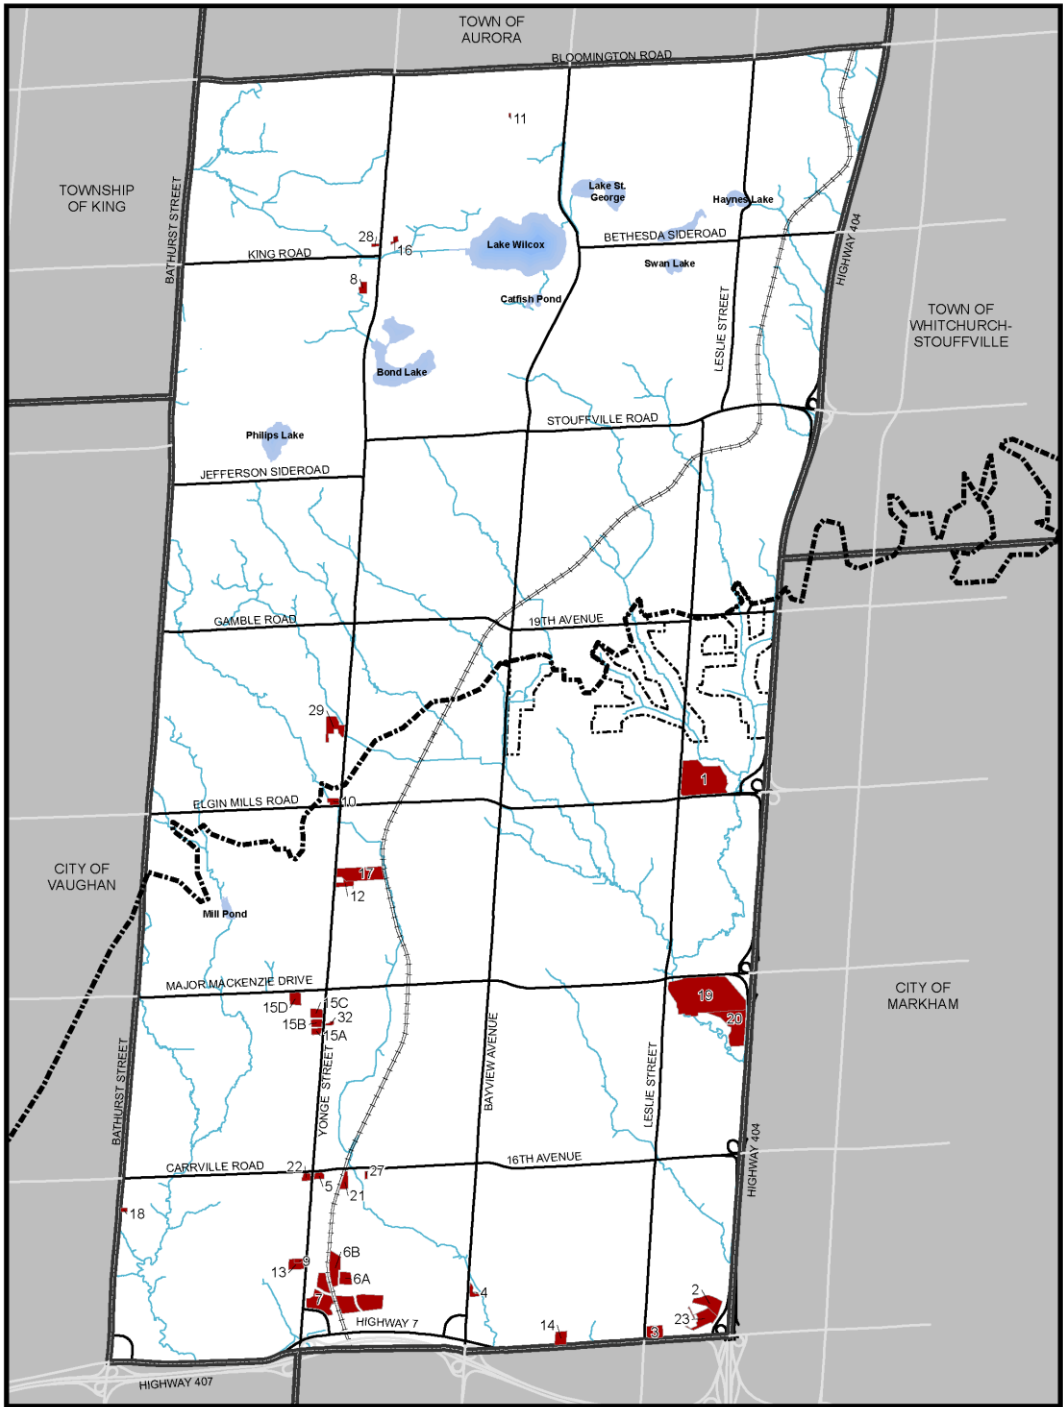 TOWN OF
AURORA
BLOOMINGTON ROAD
11
TOWNSHIP
OF KING
BATHURST STREET
Lake St.
George
Haynes Lake
HIGHWAY 404
28
16
KING ROAD
Lake Wilcox
BETHESDA SIDEROAD
Swan Lake
8
Catfish Pond
LESLIE STREET
TOWN OF
WHITCHURCH-
STOUFFVILLE
Bond Lake
STOUFFVILLE ROAD
Philips Lake
JEFFERSON SIDEROAD
GAMBLE ROAD
19TH AVENUE
29
1
ELGIN MILLS ROAD
10
CITY OF
VAUGHAN
17
12
Mill Pond
MAJOR MACKENZIE DRIVE
15D
15C
15B
32
15A
19
20
CITY OF
MARKHAM
BATHURST STREET
YONGE STREET
BAYVIEW AVENUE
LESLIE STREET
HIGHWAY 404
CARRVILLE ROAD
16TH AVENUE
22
5
21
27
18
9
13
6B
6A
7
4
2
23
HIGHWAY 7
14
3
HIGHWAY 407